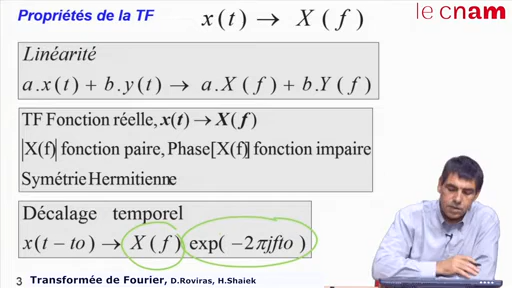 Propriétés de la TF
x(t) → X(f)
le cnam
Linéarité
a.x(t) + b.y(t) → a.X(f) + b.Y(f)
TF Fonction réelle, x(t) → X(f)
|X(f)| fonction paire, Phase[X(f)] fonction impaire
Symétrie Hermitienne
Décalage temporel
x(t − to) → X(f) exp(−2πjfto)
3 Transformée de Fourier, D.Roviras, H.Shaiek